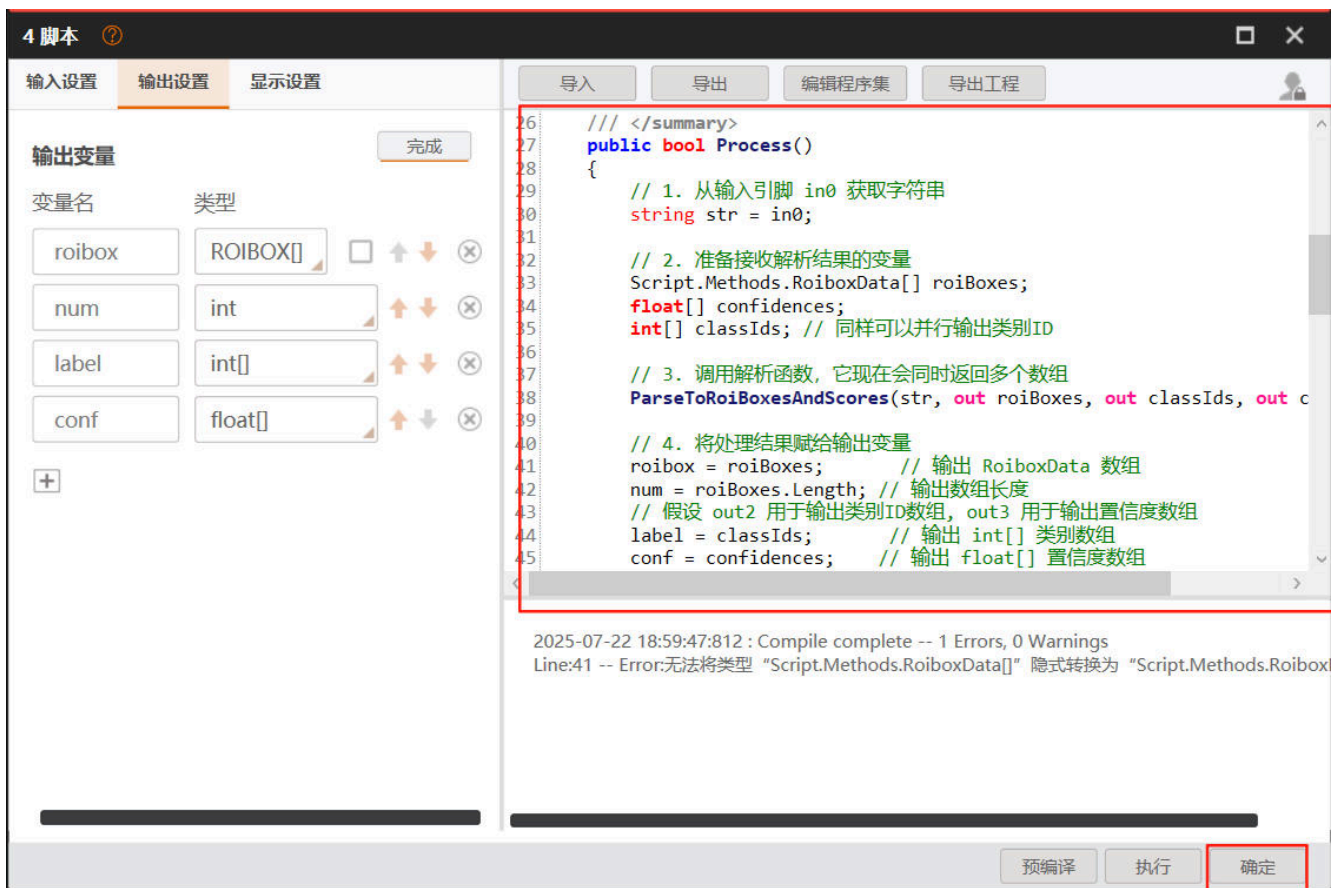 4 脚本 ?
输入设置 输出设置 显示设置
输出变量 完成
变量名 类型
roibox ROIBOX[]
num int
label int[]
conf float[]
导入 导出 编辑程序集 导出工程
26 /// </summary>
27 public bool Process()
28 {
29 // 1. 从输入引脚 in0 获取字符串
30 string str = in0;
31
32 // 2. 准备接收解析结果的变量
33 Script.Methods.RoiboxData[] roiBoxes;
34 float[] confidences;
35 int[] classIds; // 同样可以并行输出类别ID
36
37 // 3. 调用解析函数, 它现在会同时返回多个数组
38 ParseToRoiBoxesAndScores(str, out roiBoxes, out classIds, out c
39
40 // 4. 将处理结果赋给输出变量
41 roibox = roiBoxes; // 输出 RoiboxData 数组
42 num = roiBoxes.Length; // 输出数组长度
43 // 假设 out2 用于输出类别ID数组, out3 用于输出置信度数组
44 label = classIds; // 输出 int[] 类别数组
45 conf = confidences; // 输出 float[] 置信度数组
2025-07-22 18:59:47:812 : Compile complete -- 1 Errors, 0 Warnings
Line:41 -- Error:无法将类型 “Script.Methods.RoiboxData[]” 隐式转换为 “Script.Methods.Roibox
预编译 执行 确定